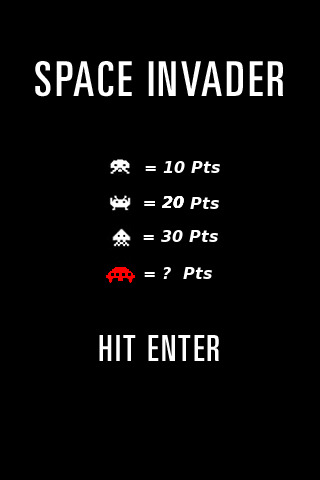 SPACE INVADER
= 10 Pts
= 20 Pts
= 30 Pts
= ? Pts
HIT ENTER